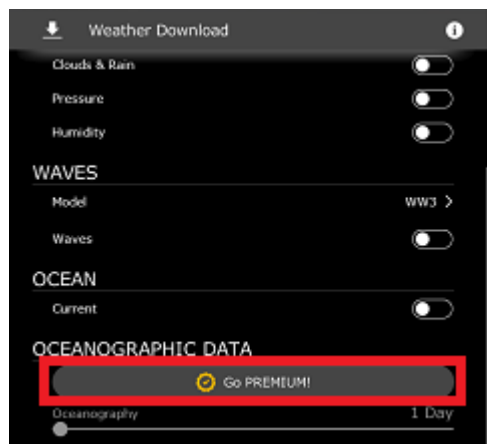 Weather Download
Clouds & Rain
Pressure
Humidity
WAVES
Model WW3 >
Waves
OCEAN
Current
OCEANOGRAPHIC DATA
Go PREMIUM!
Oceanography 1 Day